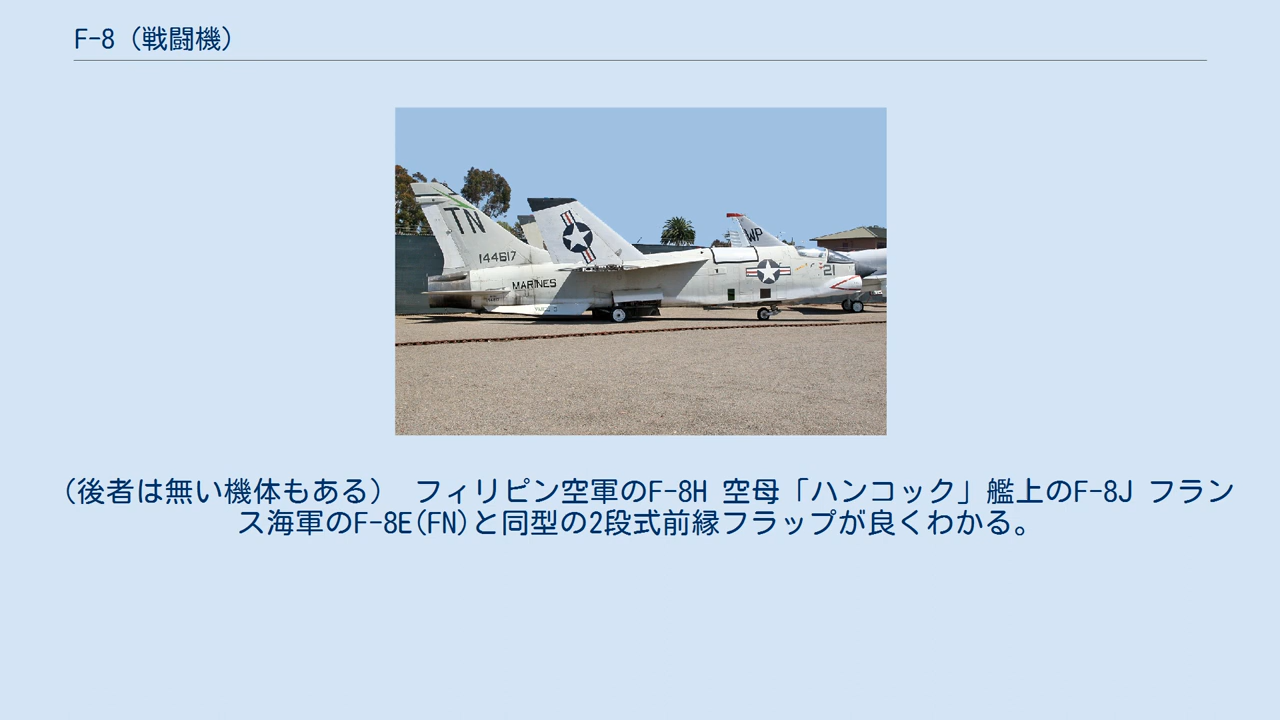 F-8（戦闘機）
TN
WP
144617
21
MARINES
（後者は無い機体もある） フィリピン空軍のF-8H 空母「ハンコック」艦上のF-8J フラン
ス海軍のF-8E(FN)と同型の2段式前縁フラップが良くわかる。